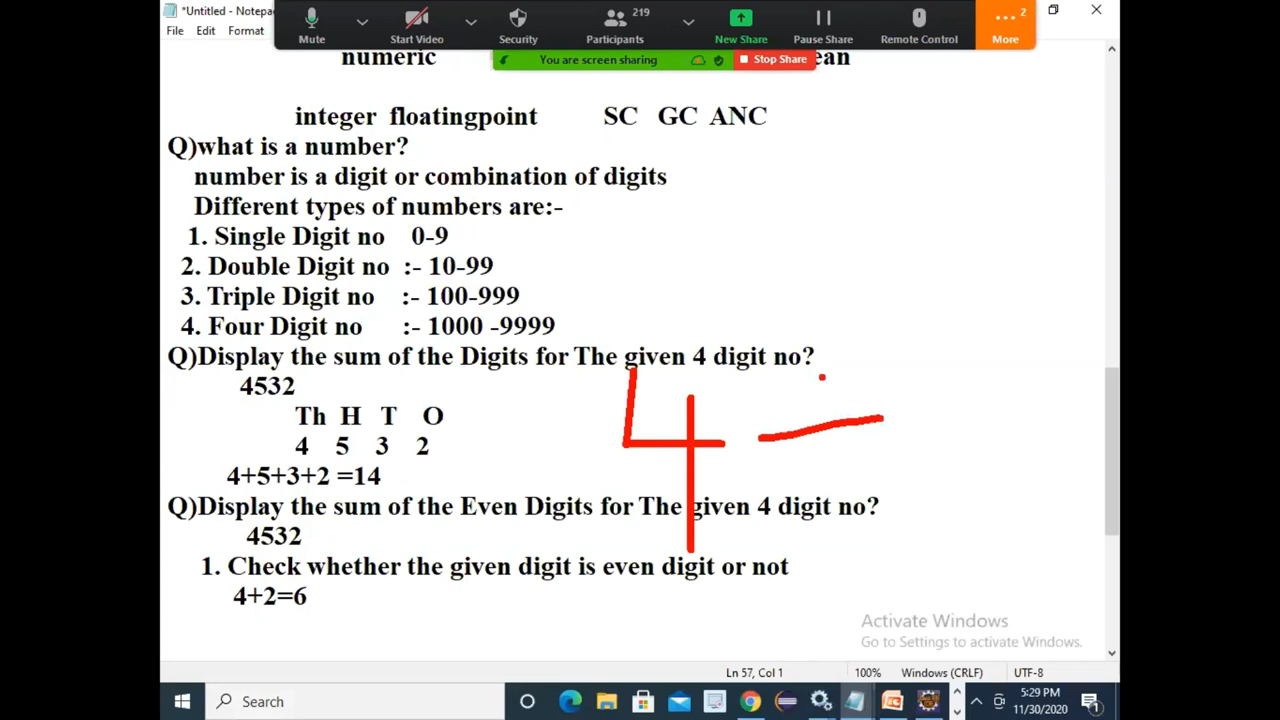 *Untitled - Notepa
219
2
Mute
Start Video
Security
Participants
New Share
Pause Share
Remote Control
More
File Edit Format
You are screen sharing
Stop Share
numeric ean
integer floatingpoint SC GC ANC
Q)what is a number?
number is a digit or combination of digits
Different types of numbers are:-
1. Single Digit no 0-9
2. Double Digit no :- 10-99
3. Triple Digit no :- 100-999
4. Four Digit no :- 1000 -9999
Q)Display the sum of the Digits for The given 4 digit no?
4532
Th H T O
4 5 3 2
4+5+3+2 =14
4
Q)Display the sum of the Even Digits for The given 4 digit no?
4532
1. Check whether the given digit is even digit or not
4+2=6
Activate Windows
Go to Settings to activate Windows.
Ln 57, Col 1 100% Windows (CRLF) UTF-8
Search
5:29 PM
11/30/2020
1